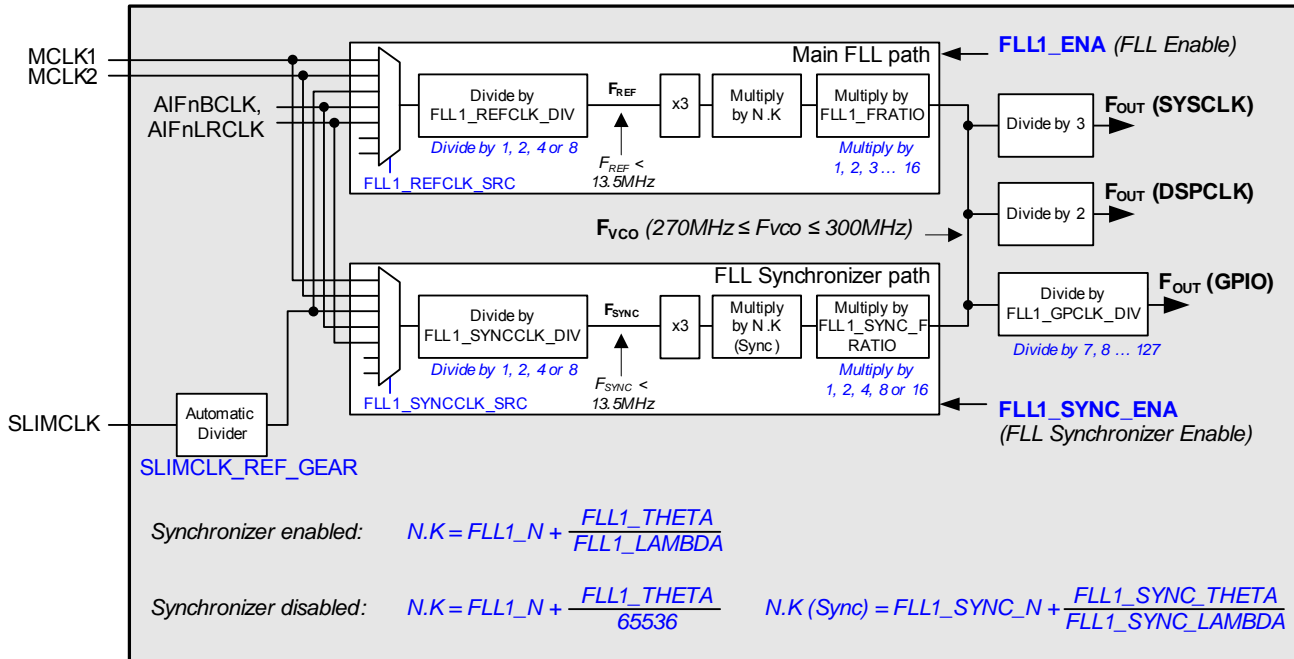 MCLK1
MCLK2
AIFnBCLK,
AIFnLRCLK
SLIMCLK
Automatic
Divider
SLIMCLK_REF_GEAR
Main FLL path
Divide by
FLL1_REFCLK_DIV
Divide by 1, 2, 4 or 8
FLL1_REFCLK_SRC
FREF
FREF <
13.5MHz
x3
Multiply
by N.K
Multiply by
FLL1_FRATIO
Multiply by
1, 2, 3 … 16
FLL1_ENA (FLL Enable)
FVCO (270MHz ≤ Fvco ≤ 300MHz)
FLL Synchronizer path
Divide by
FLL1_SYNCCLK_DIV
Divide by 1, 2, 4 or 8
FLL1_SYNCCLK_SRC
FSYNC
FSYNC <
13.5MHz
x3
Multiply
by N.K
(Sync)
Multiply by
FLL1_SYNC_F
RATIO
Multiply by
1, 2, 4, 8 or 16
FLL1_SYNC_ENA
(FLL Synchronizer Enable)
Divide by 3
FOUT (SYSCLK)
Divide by 2
FOUT (DSPCLK)
Divide by
FLL1_GPCLK_DIV
Divide by 7, 8 … 127
FOUT (GPIO)
Synchronizer enabled: N.K = FLL1_N + FLL1_THETA
FLL1_LAMBDA
Synchronizer disabled: N.K = FLL1_N + FLL1_THETA
65536
N.K (Sync) = FLL1_SYNC_N + FLL1_SYNC_THETA
FLL1_SYNC_LAMBDA